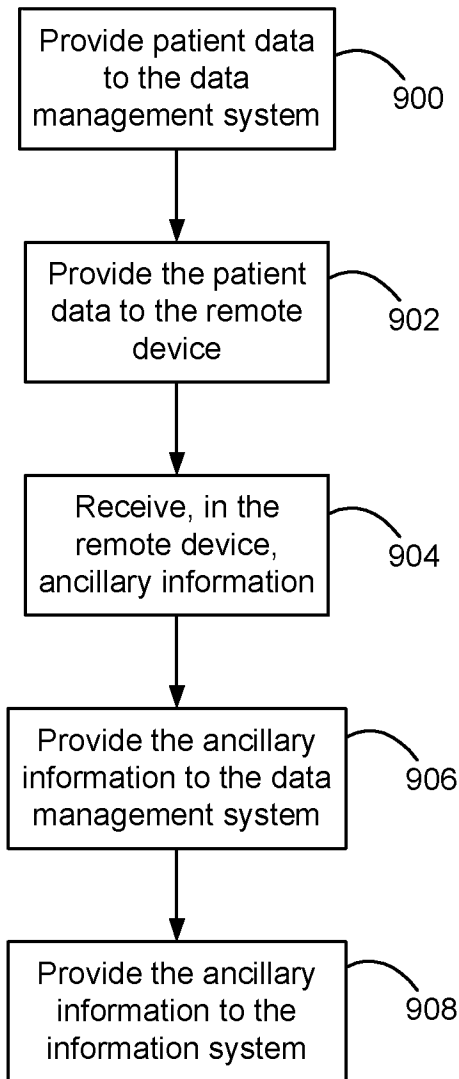 Provide patient data
to the data
management system
900
Provide the patient
data to the remote
device
902
Receive, in the
remote device,
ancillary information
904
Provide the ancillary
information to the data
management system
906
Provide the ancillary
information to the
information system
908